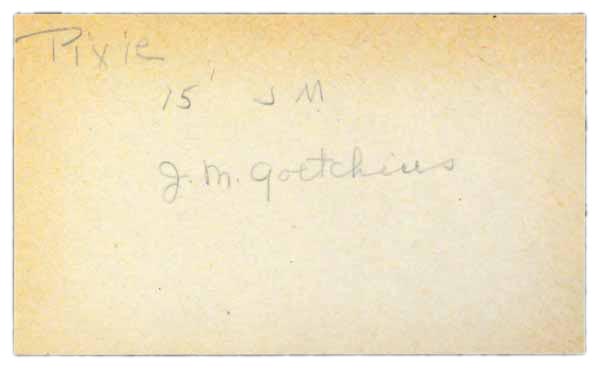 Pixie
15' J M
J. M. Goetchius